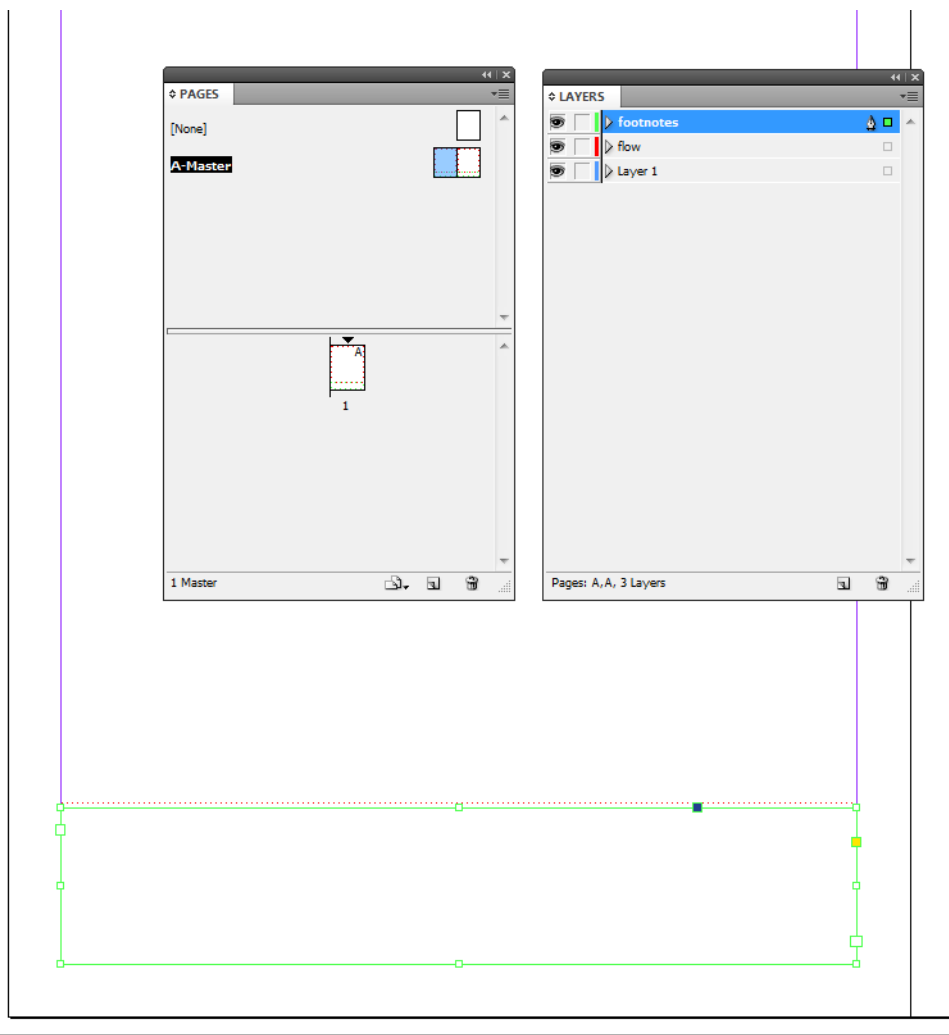 PAGES
[None]
A-Master
A
1
1 Master
LAYERS
footnotes
flow
Layer 1
Pages: A,A, 3 Layers